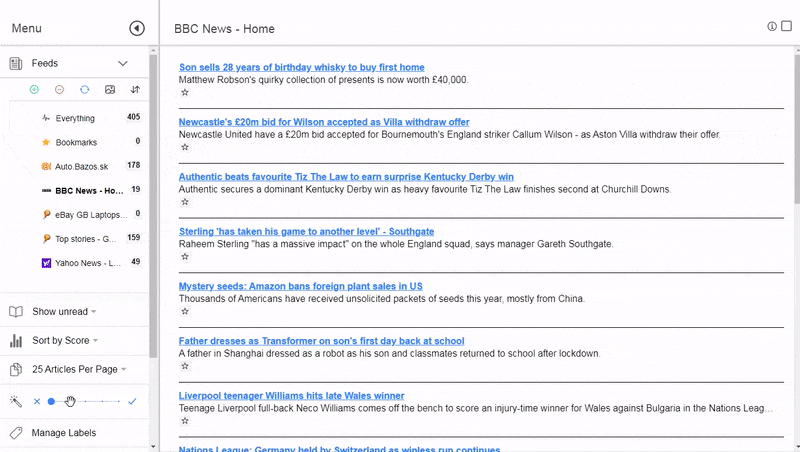 Menu
BBC News - Home
Feeds
Everything 405
Bookmarks 0
Auto.Bazos.sk 178
BBC News - Ho... 19
eBay GB Laptops... 0
Top stories - G... 159
Yahoo News - L... 49
Show unread
Sort by Score
25 Articles Per Page
Manage Labels
Son sells 28 years of birthday whisky to buy first home
Matthew Robson's quirky collection of presents is now worth £40,000.
Newcastle's £20m bid for Wilson accepted as Villa withdraw offer
Newcastle United have a £20m bid accepted for Bournemouth's England striker Callum Wilson - as Aston Villa withdraw their offer.
Authentic beats favourite Tiz The Law to earn surprise Kentucky Derby win
Authentic secures a dominant Kentucky Derby win as heavy favourite Tiz The Law finishes second at Churchill Downs.
Sterling 'has taken his game to another level' - Southgate
Raheem Sterling "has a massive impact" on the whole England squad, says manager Gareth Southgate.
Mystery seeds: Amazon bans foreign plant sales in US
Thousands of Americans have received unsolicited packets of seeds this year, mostly from China.
Father dresses as Transformer on son's first day back at school
A father in Shanghai dressed as a robot as his son and classmates returned to school after lockdown.
Liverpool teenager Williams hits late Wales winner
Teenage Liverpool full-back Neco Williams comes off the bench to score an injury-time winner for Wales against Bulgaria in the Nations Leag...
Nations League: Germany held by Switzerland as winless run continues